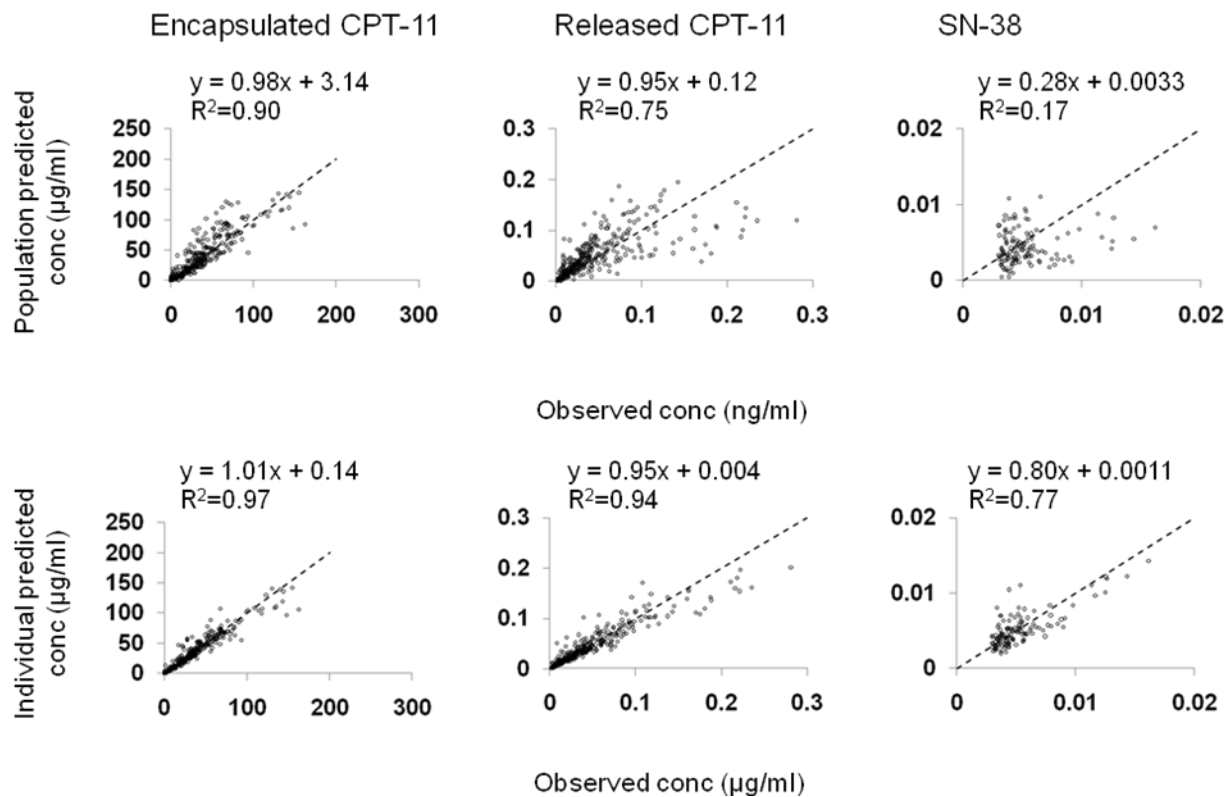 Encapsulated CPT-11 Released CPT-11 SN-38
y = 0.98x + 3.14
R²=0.90
y = 0.95x + 0.12
R²=0.75
y = 0.28x + 0.0033
R²=0.17
Population predicted
conc (µg/ml)
250
200
150
100
50
0
0 100 200 300
0.3
0.2
0.1
0
0 0.1 0.2 0.3
0.02
0.01
0
0 0.01 0.02
Observed conc (ng/ml)
y = 1.01x + 0.14
R²=0.97
y = 0.95x + 0.004
R²=0.94
y = 0.80x + 0.0011
R²=0.77
Individual predicted
conc (µg/ml)
250
200
150
100
50
0
0 100 200 300
0.3
0.2
0.1
0
0 0.1 0.2 0.3
0.02
0.01
0
0 0.01 0.02
Observed conc (µg/ml)